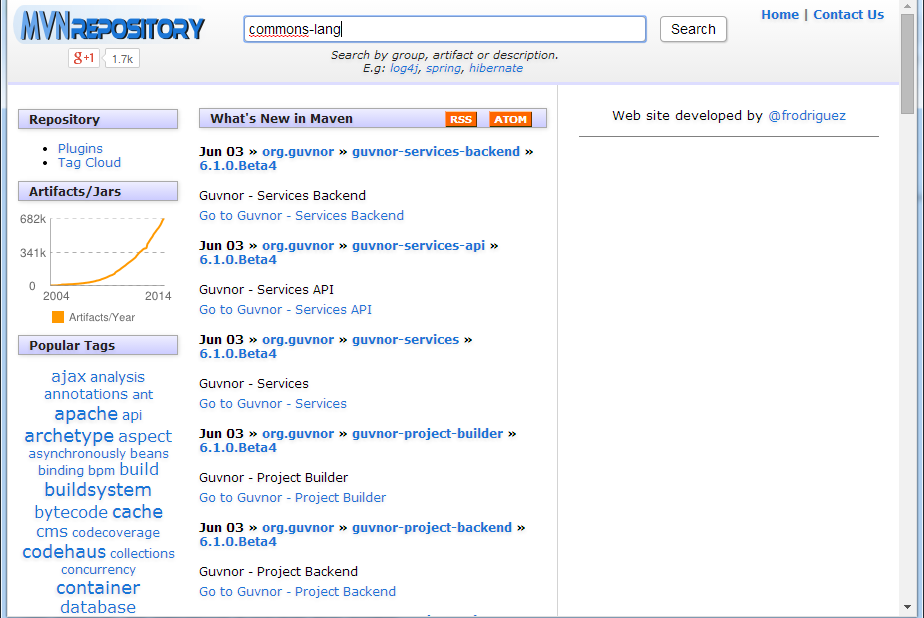 MVNREPOSITORY
g+1 1.7k
commons-lang
Search
Home | Contact Us
Search by group, artifact or description.
E.g: log4j, spring, hibernate
Repository
Plugins
Tag Cloud
Artifacts/Jars
682k
341k
0
2004 2014
Artifacts/Year
Popular Tags
ajax analysis
annotations ant
apache api
archetype aspect
asynchronously beans
binding bpm build
buildsystem
bytecode cache
cms codecoverage
codehaus collections
concurrency
container
database
What's New in Maven RSS ATOM
Jun 03 » org.guvnor » guvnor-services-backend »
6.1.0.Beta4
Guvnor - Services Backend
Go to Guvnor - Services Backend
Jun 03 » org.guvnor » guvnor-services-api »
6.1.0.Beta4
Guvnor - Services API
Go to Guvnor - Services API
Jun 03 » org.guvnor » guvnor-services »
6.1.0.Beta4
Guvnor - Services
Go to Guvnor - Services
Jun 03 » org.guvnor » guvnor-project-builder »
6.1.0.Beta4
Guvnor - Project Builder
Go to Guvnor - Project Builder
Jun 03 » org.guvnor » guvnor-project-backend »
6.1.0.Beta4
Guvnor - Project Backend
Go to Guvnor - Project Backend
Web site developed by @frodriguez